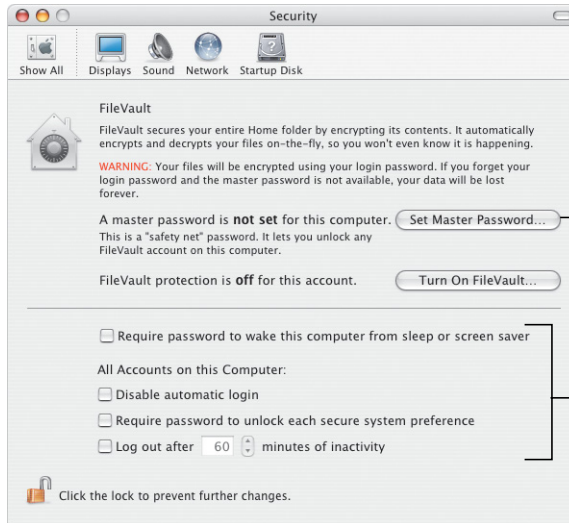 Security
Show All Displays Sound Network Startup Disk
FileVault
FileVault secures your entire Home folder by encrypting its contents. It automatically
encrypts and decrypts your files on-the-fly, so you won't even know it is happening.
WARNING: Your files will be encrypted using your login password. If you forget your
login password and the master password is not available, your data will be lost
forever.
A master password is not set for this computer. Set Master Password...
This is a "safety net" password. It lets you unlock any
FileVault account on this computer.
FileVault protection is off for this account. Turn On FileVault...
Require password to wake this computer from sleep or screen saver
All Accounts on this Computer:
Disable automatic login
Require password to unlock each secure system preference
Log out after 60 minutes of inactivity
Click the lock to prevent further changes.